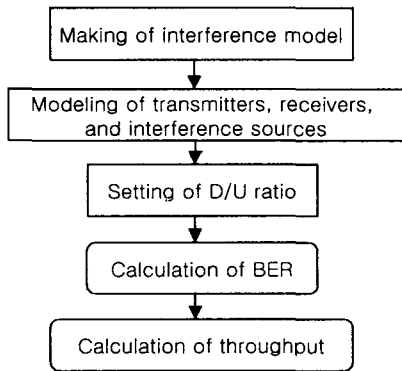 Making of interference model
Modeling of transmitters, receivers,
and interference sources
Setting of D/U ratio
Calculation of BER
Calculation of throughput